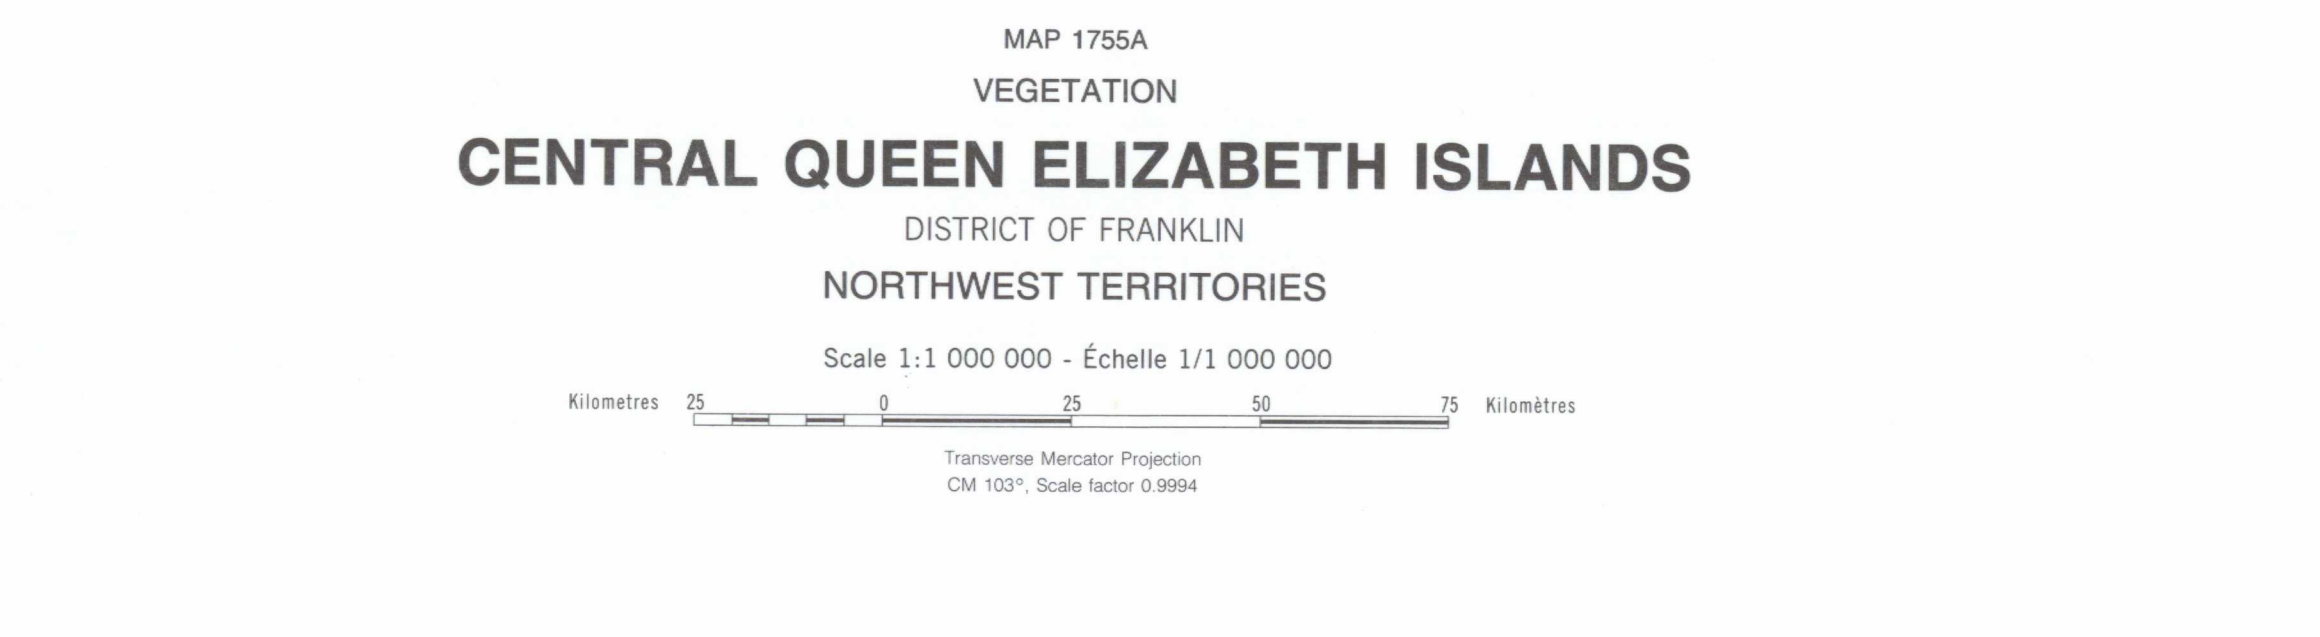 MAP 1755A
VEGETATION
CENTRAL QUEEN ELIZABETH ISLANDS
DISTRICT OF FRANKLIN
NORTHWEST TERRITORIES
Scale 1:1 000 000 - Échelle 1/1 000 000
Kilometres 25 0 25 50 75 Kilomètres
Transverse Mercator Projection
CM 103°, Scale factor 0.9994